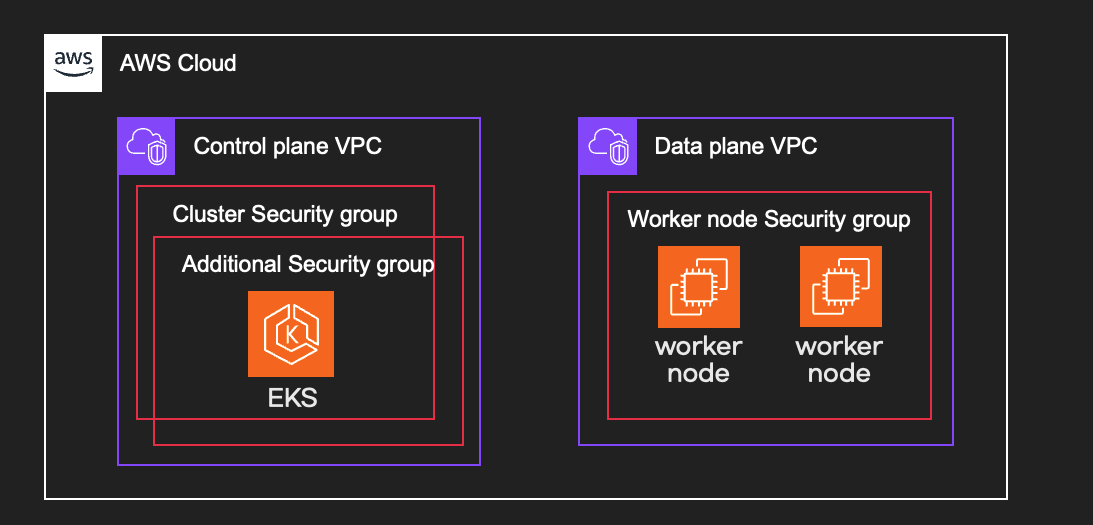 aws
AWS Cloud
Control plane VPC
Cluster Security group
Additional Security group
K
EKS
Data plane VPC
Worker node Security group
worker
node
worker
node